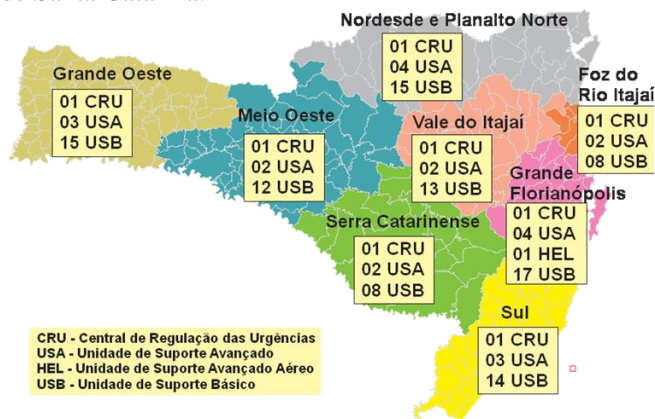 Nordesde e Planalto Norte
01 CRU
04 USA
15 USB
Grande Oeste
01 CRU
03 USA
15 USB
Meio Oeste
01 CRU
02 USA
12 USB
Vale do Itajaí
01 CRU
02 USA
13 USB
Foz do
Rio Itajaí
01 CRU
02 USA
08 USB
Grande
Florianópolis
01 CRU
04 USA
01 HEL
17 USB
Serra Catarinense
01 CRU
02 USA
08 USB
Sul
01 CRU
03 USA
14 USB
CRU - Central de Regulação das Urgências
USA - Unidade de Suporte Avançado
HEL - Unidade de Suporte Avançado Aéreo
USB - Unidade de Suporte Básico